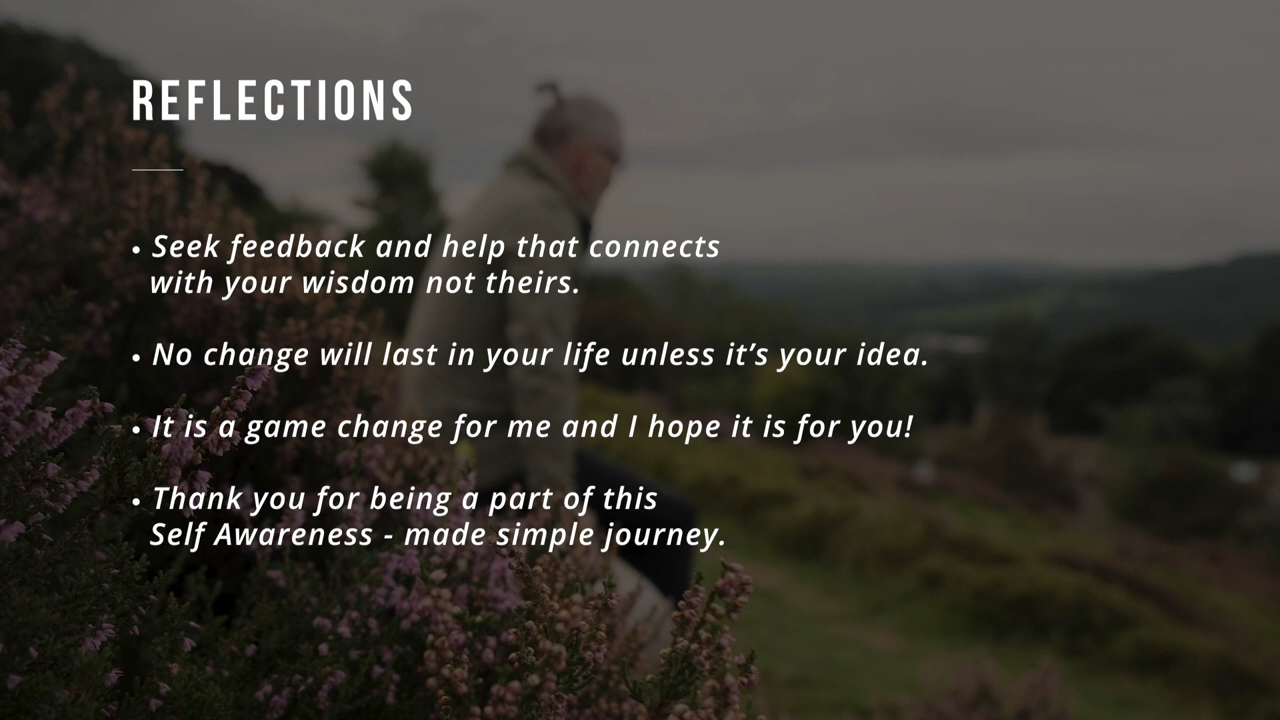 REFLECTIONS
• Seek feedback and help that connects
with your wisdom not theirs.
• No change will last in your life unless it’s your idea.
• It is a game change for me and I hope it is for you!
• Thank you for being a part of this
Self Awareness - made simple journey.